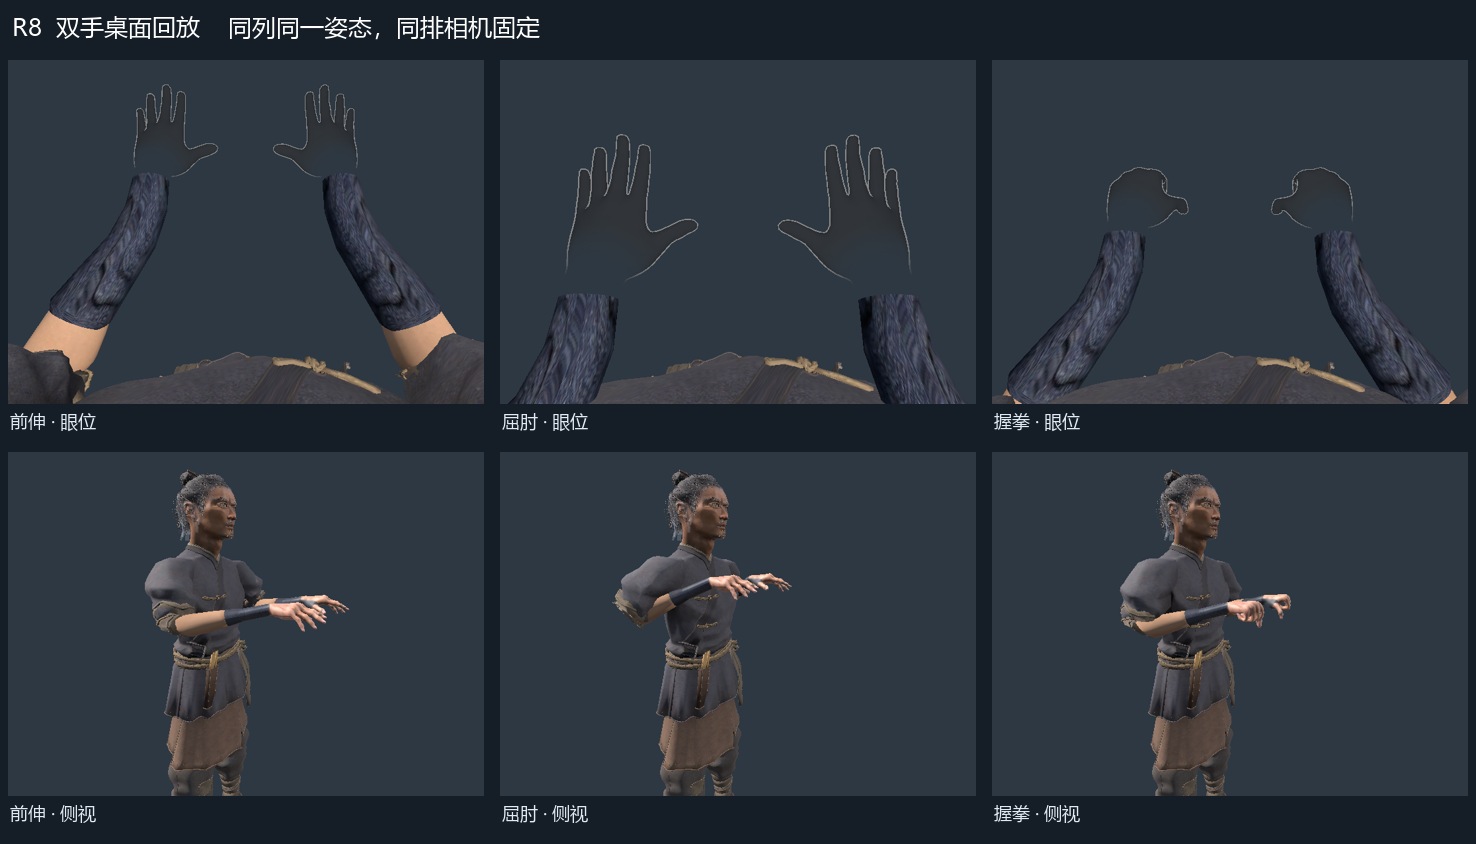 R8 双手桌面回放 同列同一姿态，同排相机固定
前伸 · 眼位
屈肘 · 眼位
握拳 · 眼位
前伸 · 侧视
屈肘 · 侧视
握拳 · 侧视